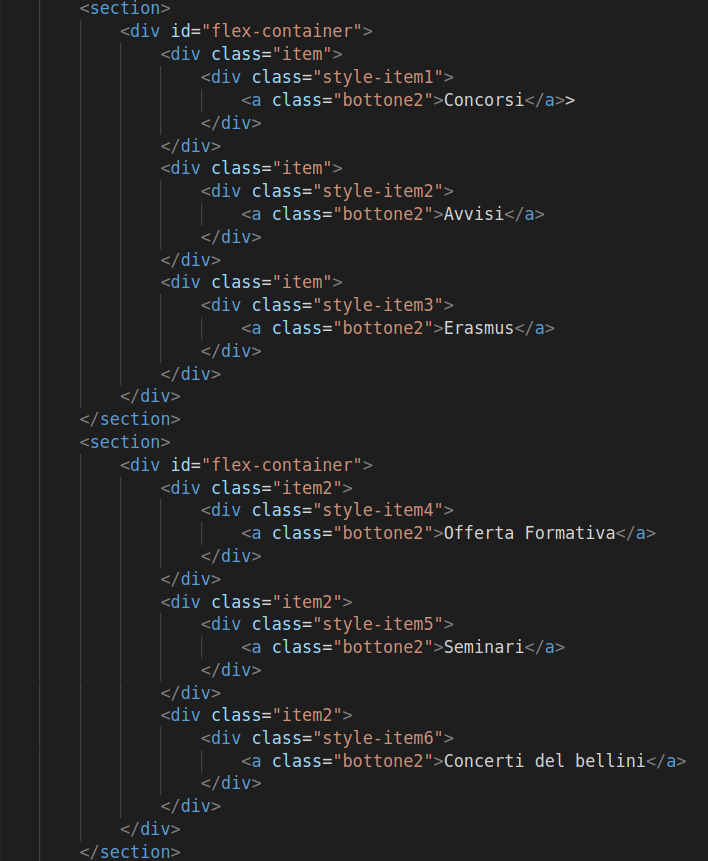 <section>
<div id="flex-container">
<div class="item">
<div class="style-item1">
<a class="bottone2">Concorsi</a>>
</div>
</div>
<div class="item">
<div class="style-item2">
<a class="bottone2">Avvisi</a>
</div>
</div>
<div class="item">
<div class="style-item3">
<a class="bottone2">Erasmus</a>
</div>
</div>
</div>
</section>
<section>
<div id="flex-container">
<div class="item2">
<div class="style-item4">
<a class="bottone2">Offerta Formativa</a>
</div>
</div>
<div class="item2">
<div class="style-item5">
<a class="bottone2">Seminari</a>
</div>
</div>
<div class="item2">
<div class="style-item6">
<a class="bottone2">Concerti del bellini</a>
</div>
</div>
</div>
</section>